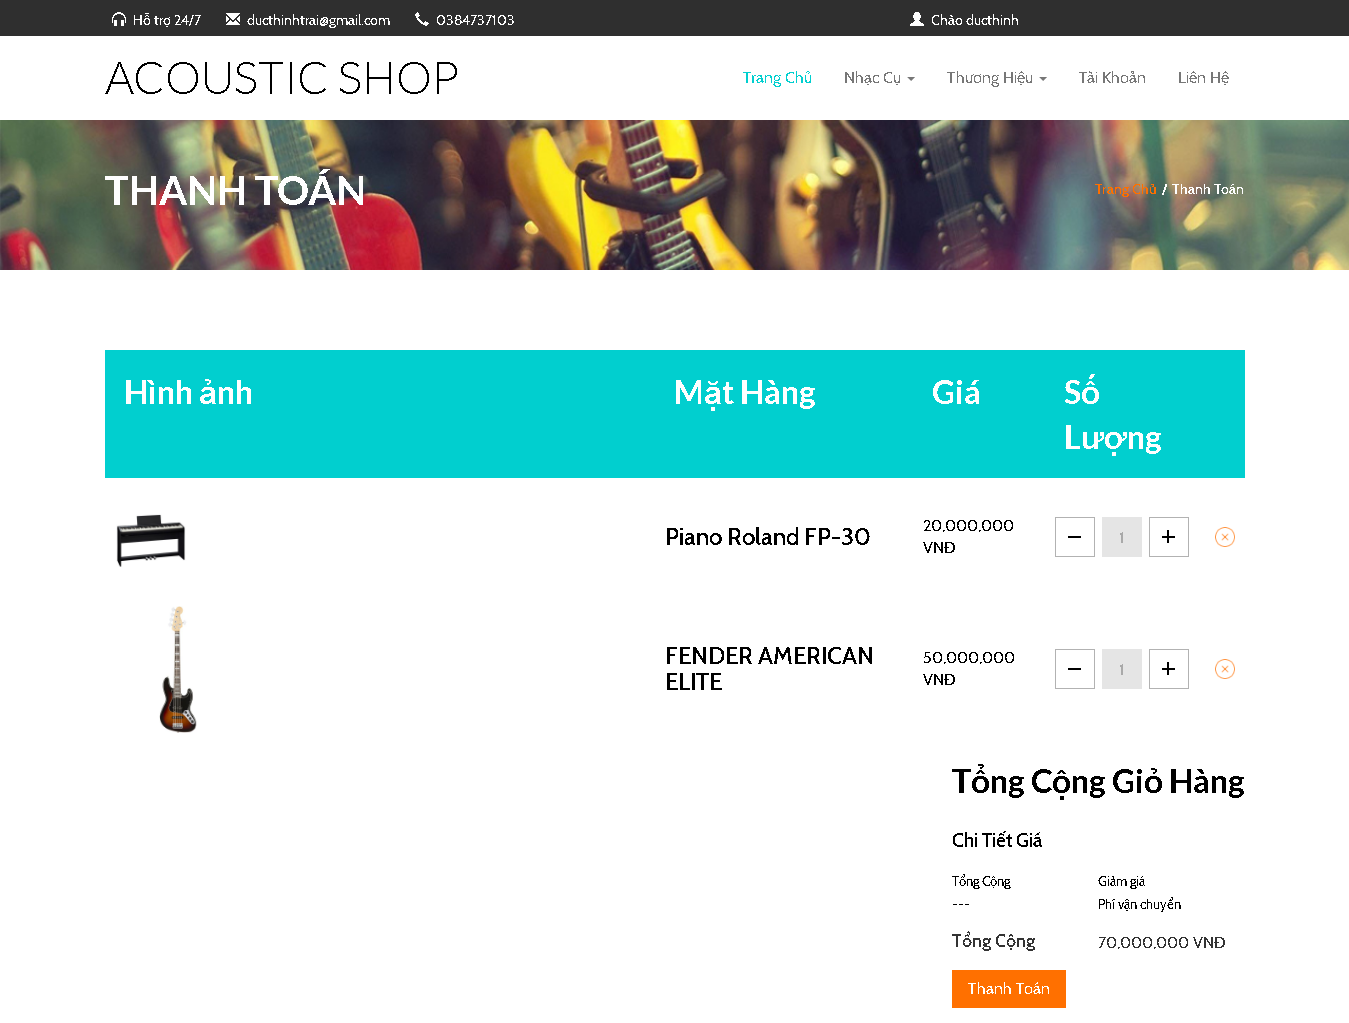 Hỗ trợ 24/7 ducthinhtrai@gmail.com 0384737103 Chào ducthinh
ACOUSTIC SHOP
Trang Chủ Nhạc Cụ Thương Hiệu Tài Khoản Liên Hệ
THANH TOÁN
Trang Chủ / Thanh Toán
Hình ảnh Mặt Hàng Giá Số Lượng
Piano Roland FP-30 20,000,000 VNĐ 1
FENDER AMERICAN ELITE 50,000,000 VNĐ 1
Tổng Cộng Giỏ Hàng
Chi Tiết Giá
Tổng Cộng Giảm giá
--- Phí vận chuyển
Tổng Cộng 70,000,000 VNĐ
Thanh Toán